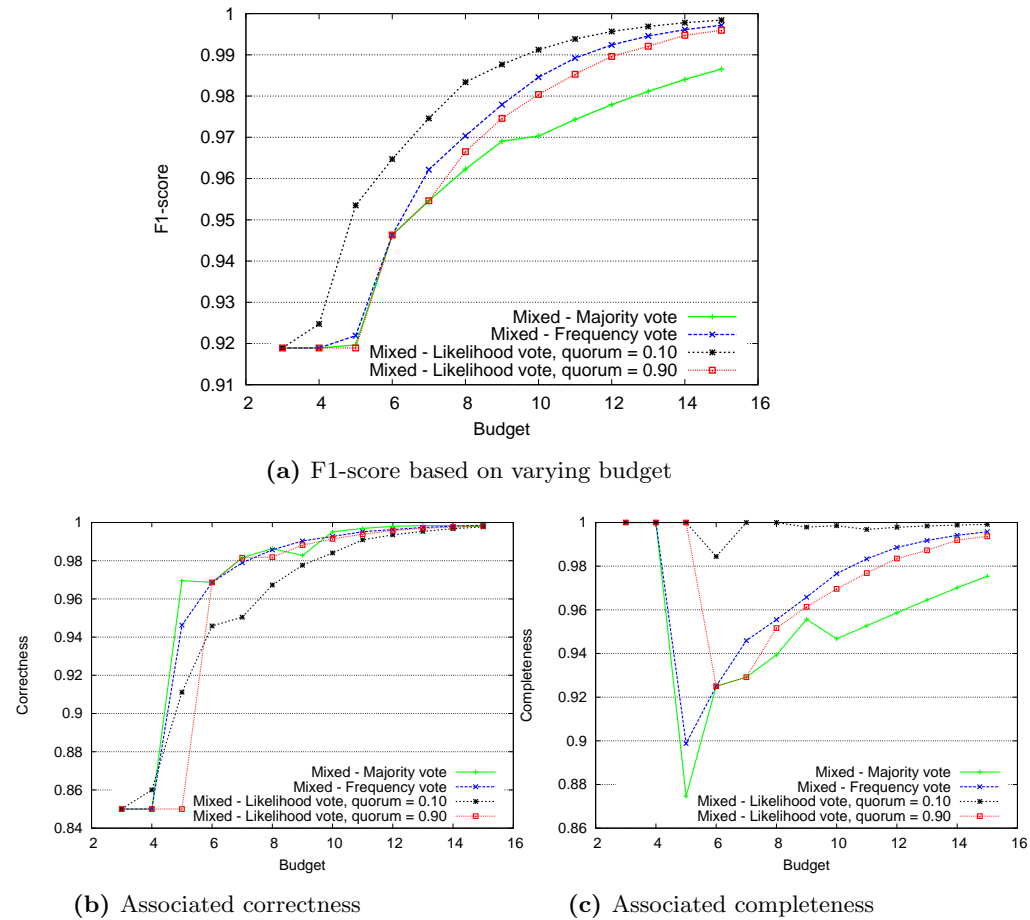 1
0.99
0.98
0.97
0.96
0.95
0.94
0.93
0.92
0.91
F1-score
Mixed - Majority vote
Mixed - Frequency vote
Mixed - Likelihood vote, quorum = 0.10
Mixed - Likelihood vote, quorum = 0.90
2 4 6 8 10 12 14 16
Budget
(a) F1-score based on varying budget
1
0.98
0.96
0.94
0.92
0.9
0.88
0.86
0.84
Correctness
Mixed - Majority vote
Mixed - Frequency vote
Mixed - Likelihood vote, quorum = 0.10
Mixed - Likelihood vote, quorum = 0.90
2 4 6 8 10 12 14 16
Budget
(b) Associated correctness
1
0.98
0.96
0.94
0.92
0.9
0.88
0.86
Completeness
Mixed - Majority vote
Mixed - Frequency vote
Mixed - Likelihood vote, quorum = 0.10
Mixed - Likelihood vote, quorum = 0.90
2 4 6 8 10 12 14 16
Budget
(c) Associated completeness